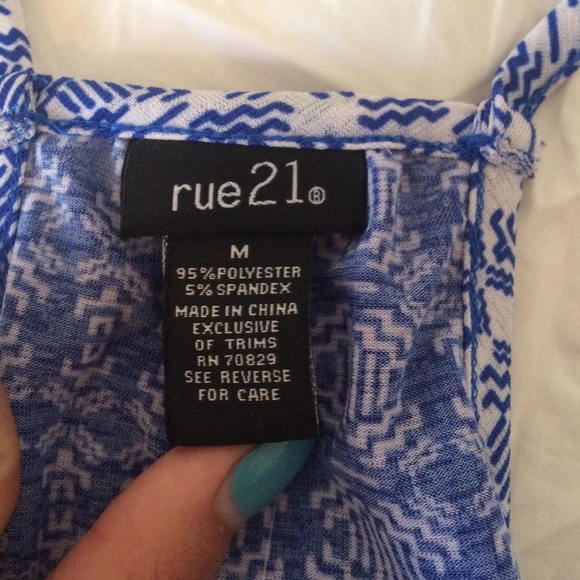 rue21®
M
95%POLYESTER
5% SPANDEX
MADE IN CHINA
EXCLUSIVE
OF TRIMS
RN 70829
SEE REVERSE
FOR CARE